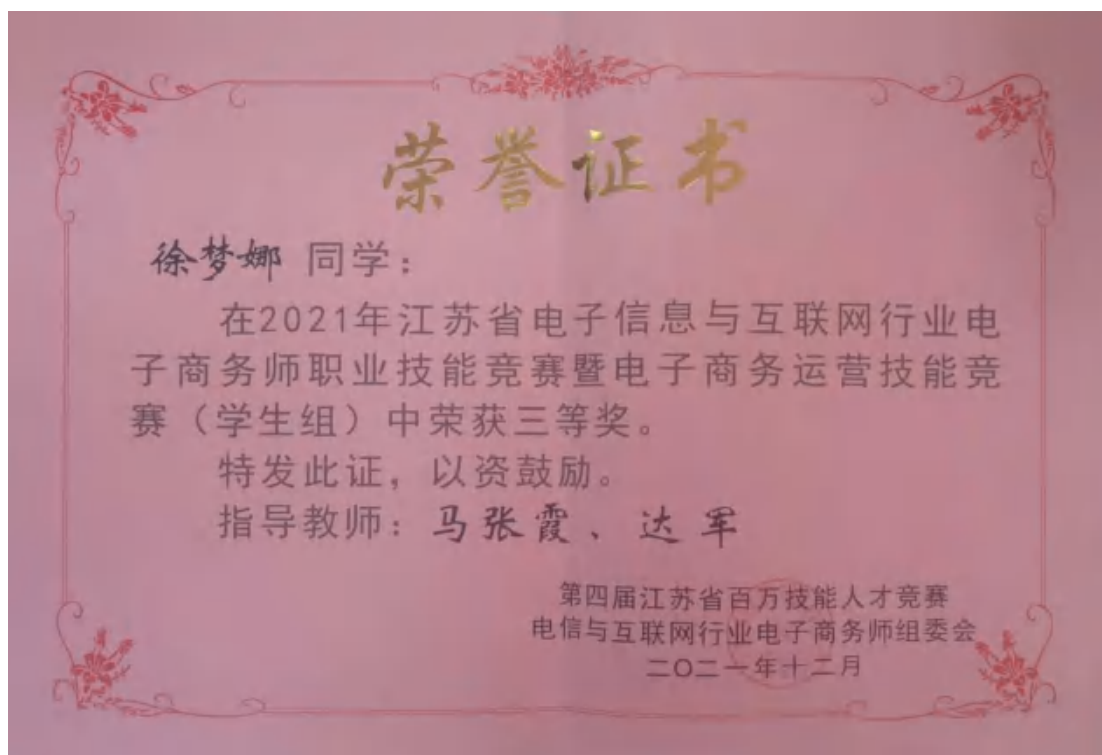 荣誉证书
徐梦娜 同学：
在2021年江苏省电子信息与互联网行业电
子商务师职业技能竞赛暨电子商务运营技能竞
赛（学生组）中荣获三等奖。
特发此证，以资鼓励。
指导教师：马张霞、达军
第四届江苏省百万技能人才竞赛
电信与互联网行业电子商务师组委会
二〇二一年十二月